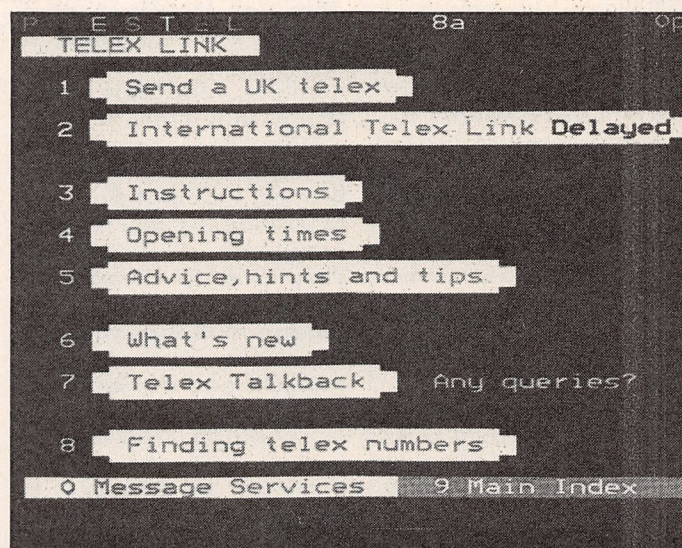 PRESTEL 8a 0p
TELEX LINK
1 Send a UK telex
2 International Telex Link Delayed
3 Instructions
4 Opening times
5 Advice,hints and tips
6 What's new
7 Telex Talkback Any queries?
8 Finding telex numbers
0 Message Services 9 Main Index